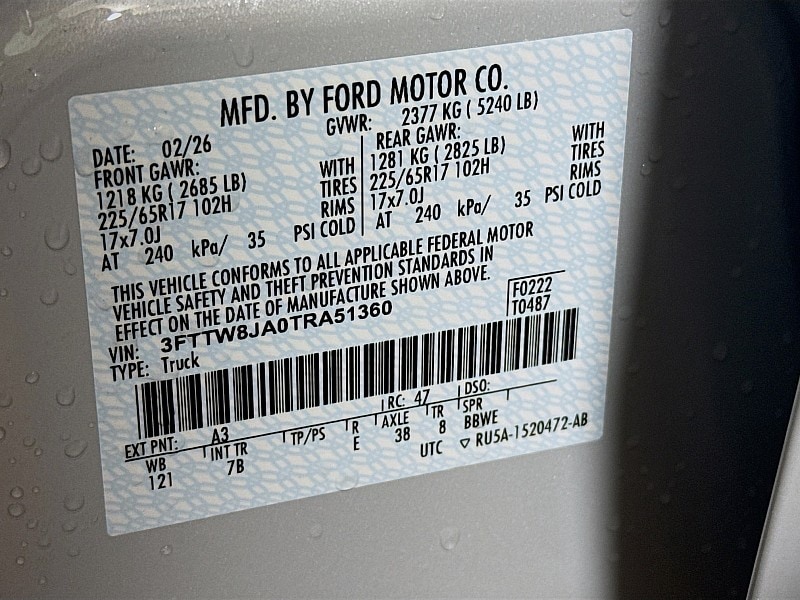 MFD. BY FORD MOTOR CO.
DATE: 02/26 GVWR: 2377 KG ( 5240 LB)
FRONT GAWR: WITH
1218 KG ( 2685 LB) TIRES
225/65R17 102H RIMS
17x7.0J
AT 240 kPa/ 35 PSI COLD
REAR GAWR: WITH
1281 KG ( 2825 LB) TIRES
225/65R17 102H RIMS
17x7.0J
AT 240 kPa/ 35 PSI COLD
THIS VEHICLE CONFORMS TO ALL APPLICABLE FEDERAL MOTOR
VEHICLE SAFETY AND THEFT PREVENTION STANDARDS IN
EFFECT ON THE DATE OF MANUFACTURE SHOWN ABOVE.
VIN: 3FTTW8JA0TRA51360
TYPE: Truck
F0222
T0487
EXT PNT: A3 RC: 47 DSO:
WB INT TR TP/PS R AXLE TR SPR
121 7B E 38 8 BBWE
UTC ▽ RU5A-1520472-AB